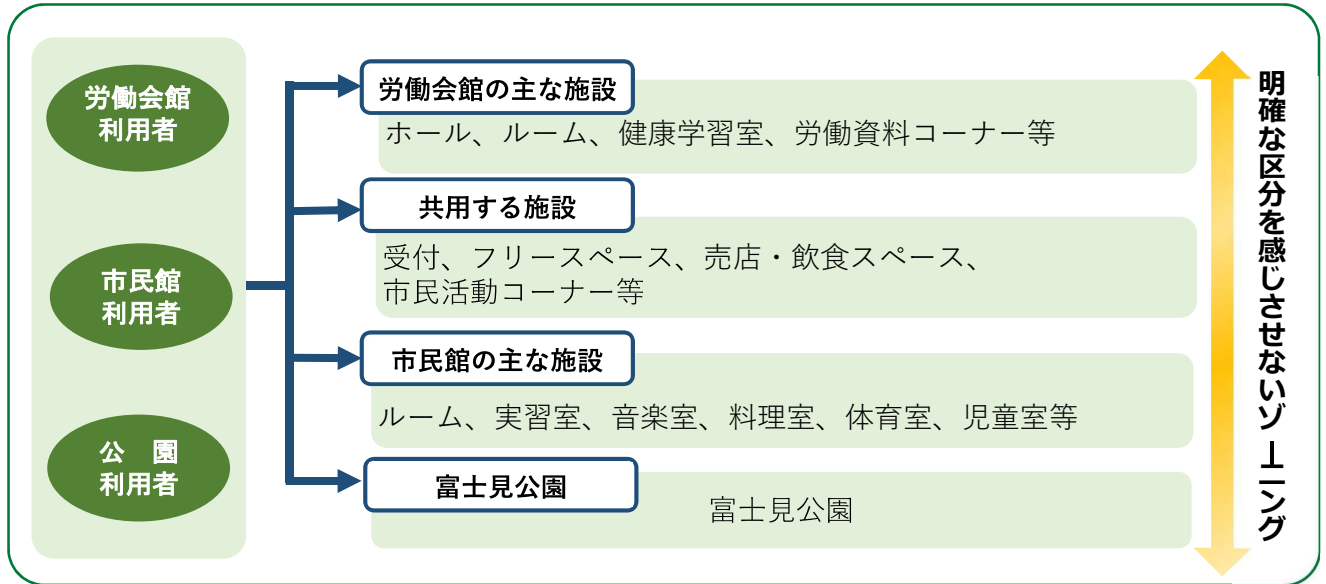 労働会館
利用者
市民館
利用者
公　園
利用者
労働会館の主な施設
ホール、ルーム、健康学習室、労働資料コーナー等
共用する施設
受付、フリースペース、売店・飲食スペース、
市民活動コーナー等
市民館の主な施設
ルーム、実習室、音楽室、料理室、体育室、児童室等
富士見公園
富士見公園
明確な区分を感じさせないゾーニング